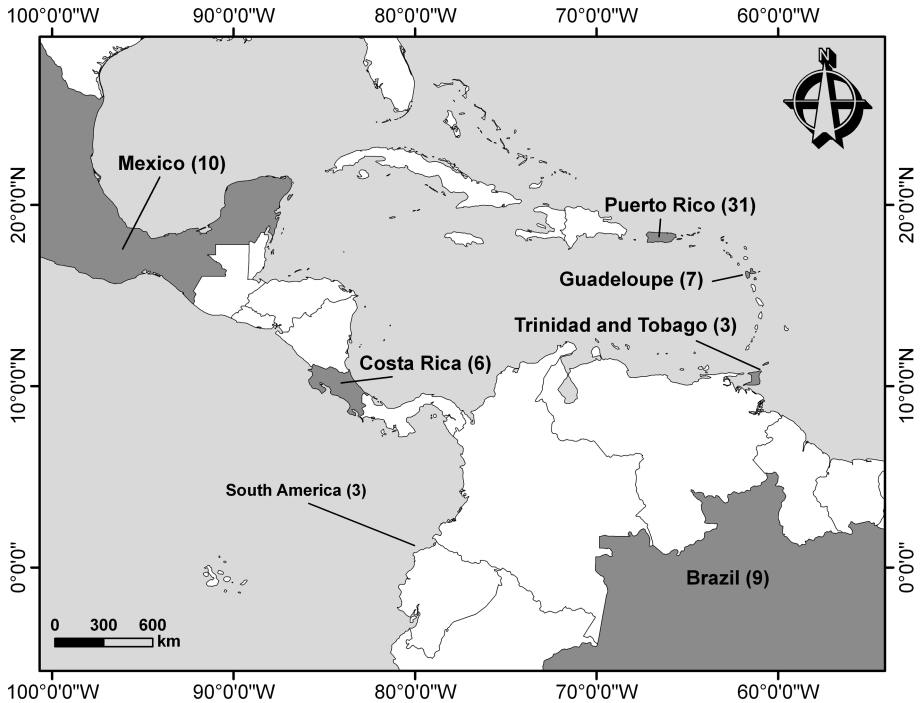 100°0'0"W 90°0'0"W 80°0'0"W 70°0'0"W 60°0'0"W
N
Mexico (10)
20°0'0"N 20°0'0"N
Puerto Rico (31)
Guadeloupe (7)
Trinidad and Tobago (3)
Costa Rica (6)
10°0'0"N 10°0'0"N
South America (3)
0°0'0" 0°0'0"
Brazil (9)
0 300 600
km
100°0'0"W 90°0'0"W 80°0'0"W 70°0'0"W 60°0'0"W